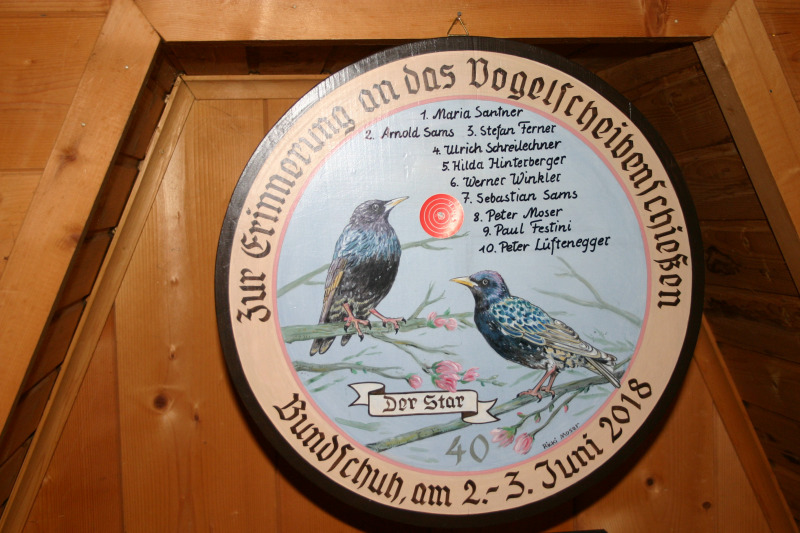 zur Erinnerung an das Vogelſcheibenſchießen
1. Maria Santner
2. Arnold Sams 3. Stefan Ferner
4. Ulrich Schreilechner
5. Hilda Hinterberger
6. Werner Winkler
7. Sebastian Sams
8. Peter Moser
9. Paul Festini
10. Peter Lüftenegger
Der Star
40
Bundſchuh, am 2.-3. Juni 2018